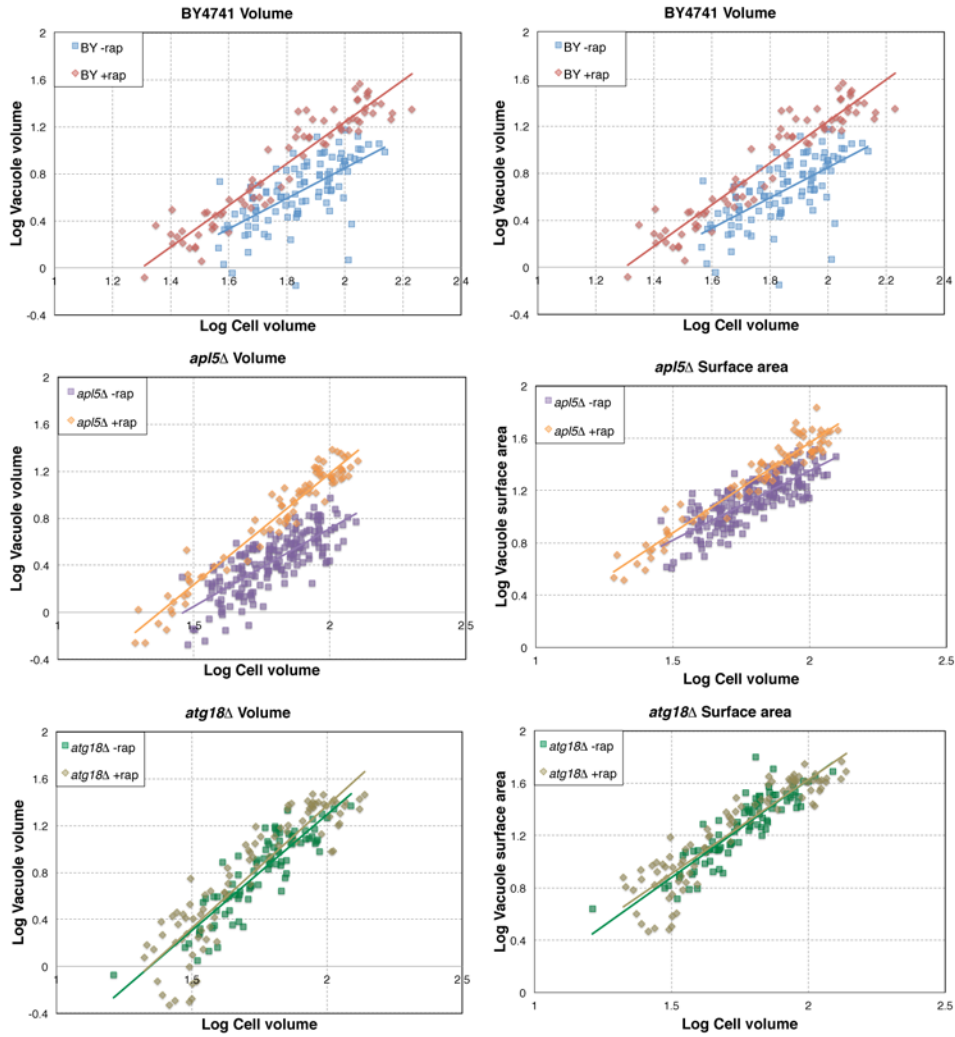 BY4741 Volume
2
1.6
1.2
0.8
0.4
0
-0.4
1 1.2 1.4 1.6 1.8 2 2.2 2.4
BY -rap
BY +rap
Log Vacuole volume
Log Cell volume
BY4741 Volume
2
1.6
1.2
0.8
0.4
0
-0.4
1 1.2 1.4 1.6 1.8 2 2.2 2.4
BY -rap
BY +rap
Log Vacuole volume
Log Cell volume
apl5Δ Volume
2
1.6
1.2
0.8
0.4
0
-0.4
1 1.5 2 2.5
apl5Δ -rap
apl5Δ +rap
Log Vacuole volume
Log Cell volume
apl5Δ Surface area
2
1.6
1.2
0.8
0.4
0
1 1.5 2 2.5
apl5Δ -rap
apl5Δ +rap
Log Vacuole surface area
Log Cell volume
atg18Δ Volume
2
1.6
1.2
0.8
0.4
0
-0.4
1 1.5 2 2.5
atg18Δ -rap
atg18Δ +rap
Log Vacuole volume
Log Cell volume
atg18Δ Surface area
2
1.6
1.2
0.8
0.4
0
1 1.5 2 2.5
atg18Δ -rap
atg18Δ +rap
Log Vacuole surface area
Log Cell volume